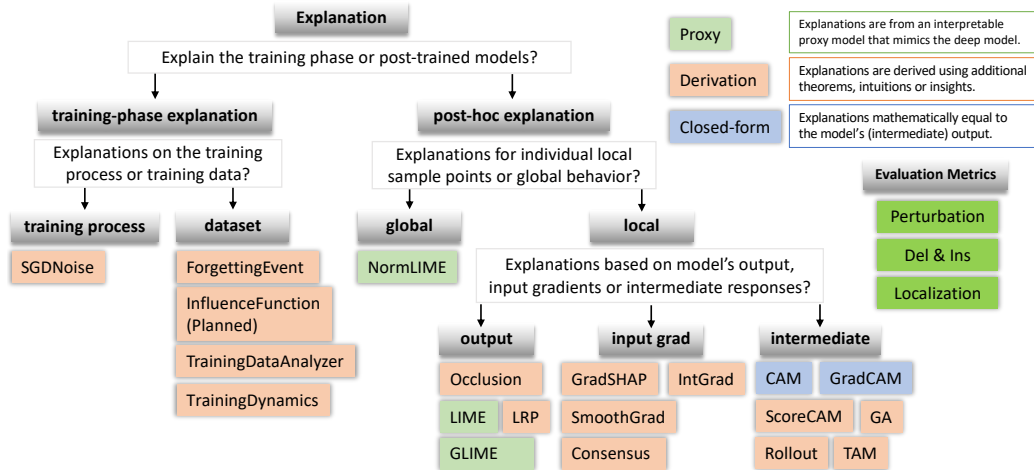 Explanation
Explain the training phase or post-trained models?
training-phase explanation
post-hoc explanation
Explanations on the training
process or training data?
Explanations for individual local
sample points or global behavior?
training process
dataset
global
local
SGDNoise
ForgettingEvent
InfluenceFunction
(Planned)
TrainingDataAnalyzer
TrainingDynamics
NormLIME
Explanations based on model's output,
input gradients or intermediate responses?
output
input grad
intermediate
Occlusion
LIME
LRP
GLIME
GradSHAP
IntGrad
SmoothGrad
Consensus
CAM
GradCAM
ScoreCAM
GA
Rollout
TAM
Proxy
Explanations are from an interpretable
proxy model that mimics the deep model.
Derivation
Explanations are derived using additional
theorems, intuitions or insights.
Closed-form
Explanations mathematically equal to
the model's (intermediate) output.
Evaluation Metrics
Perturbation
Del & Ins
Localization